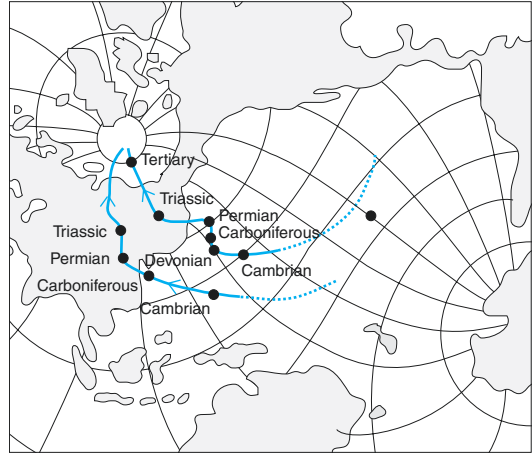 Tertiary
Triassic
Permian
Triassic
Carboniferous
Permian
Devonian
Cambrian
Carboniferous
Cambrian